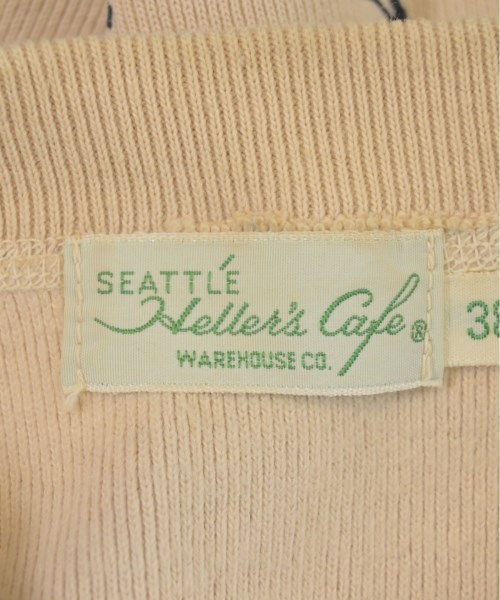 SEATTLE
Heller's Cafe ®
WAREHOUSE CO.
38